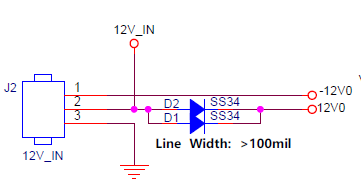 12V_IN
J2
1
-12V0
2
D2
SS34
12V0
3
D1
SS34
Line Width: >100mil
12V_IN